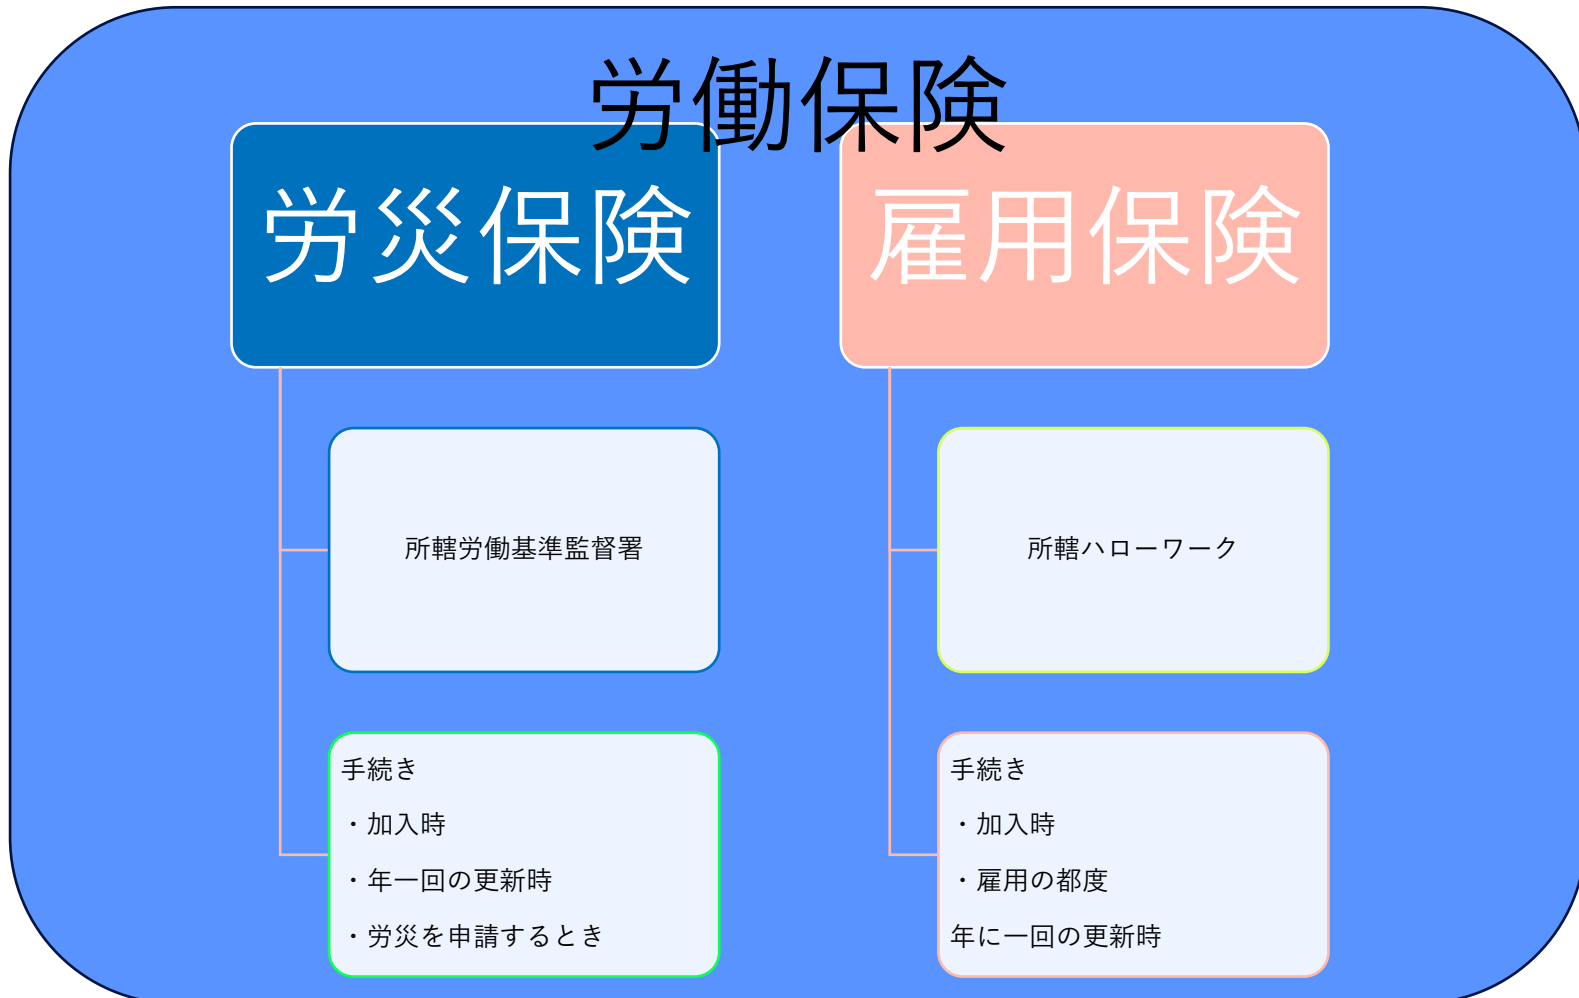 労働保険
労災保険
所轄労働基準監督署
手続き
・加入時
・年一回の更新時
・労災を申請するとき
雇用保険
所轄ハローワーク
手続き
・加入時
・雇用の都度
年に一回の更新時